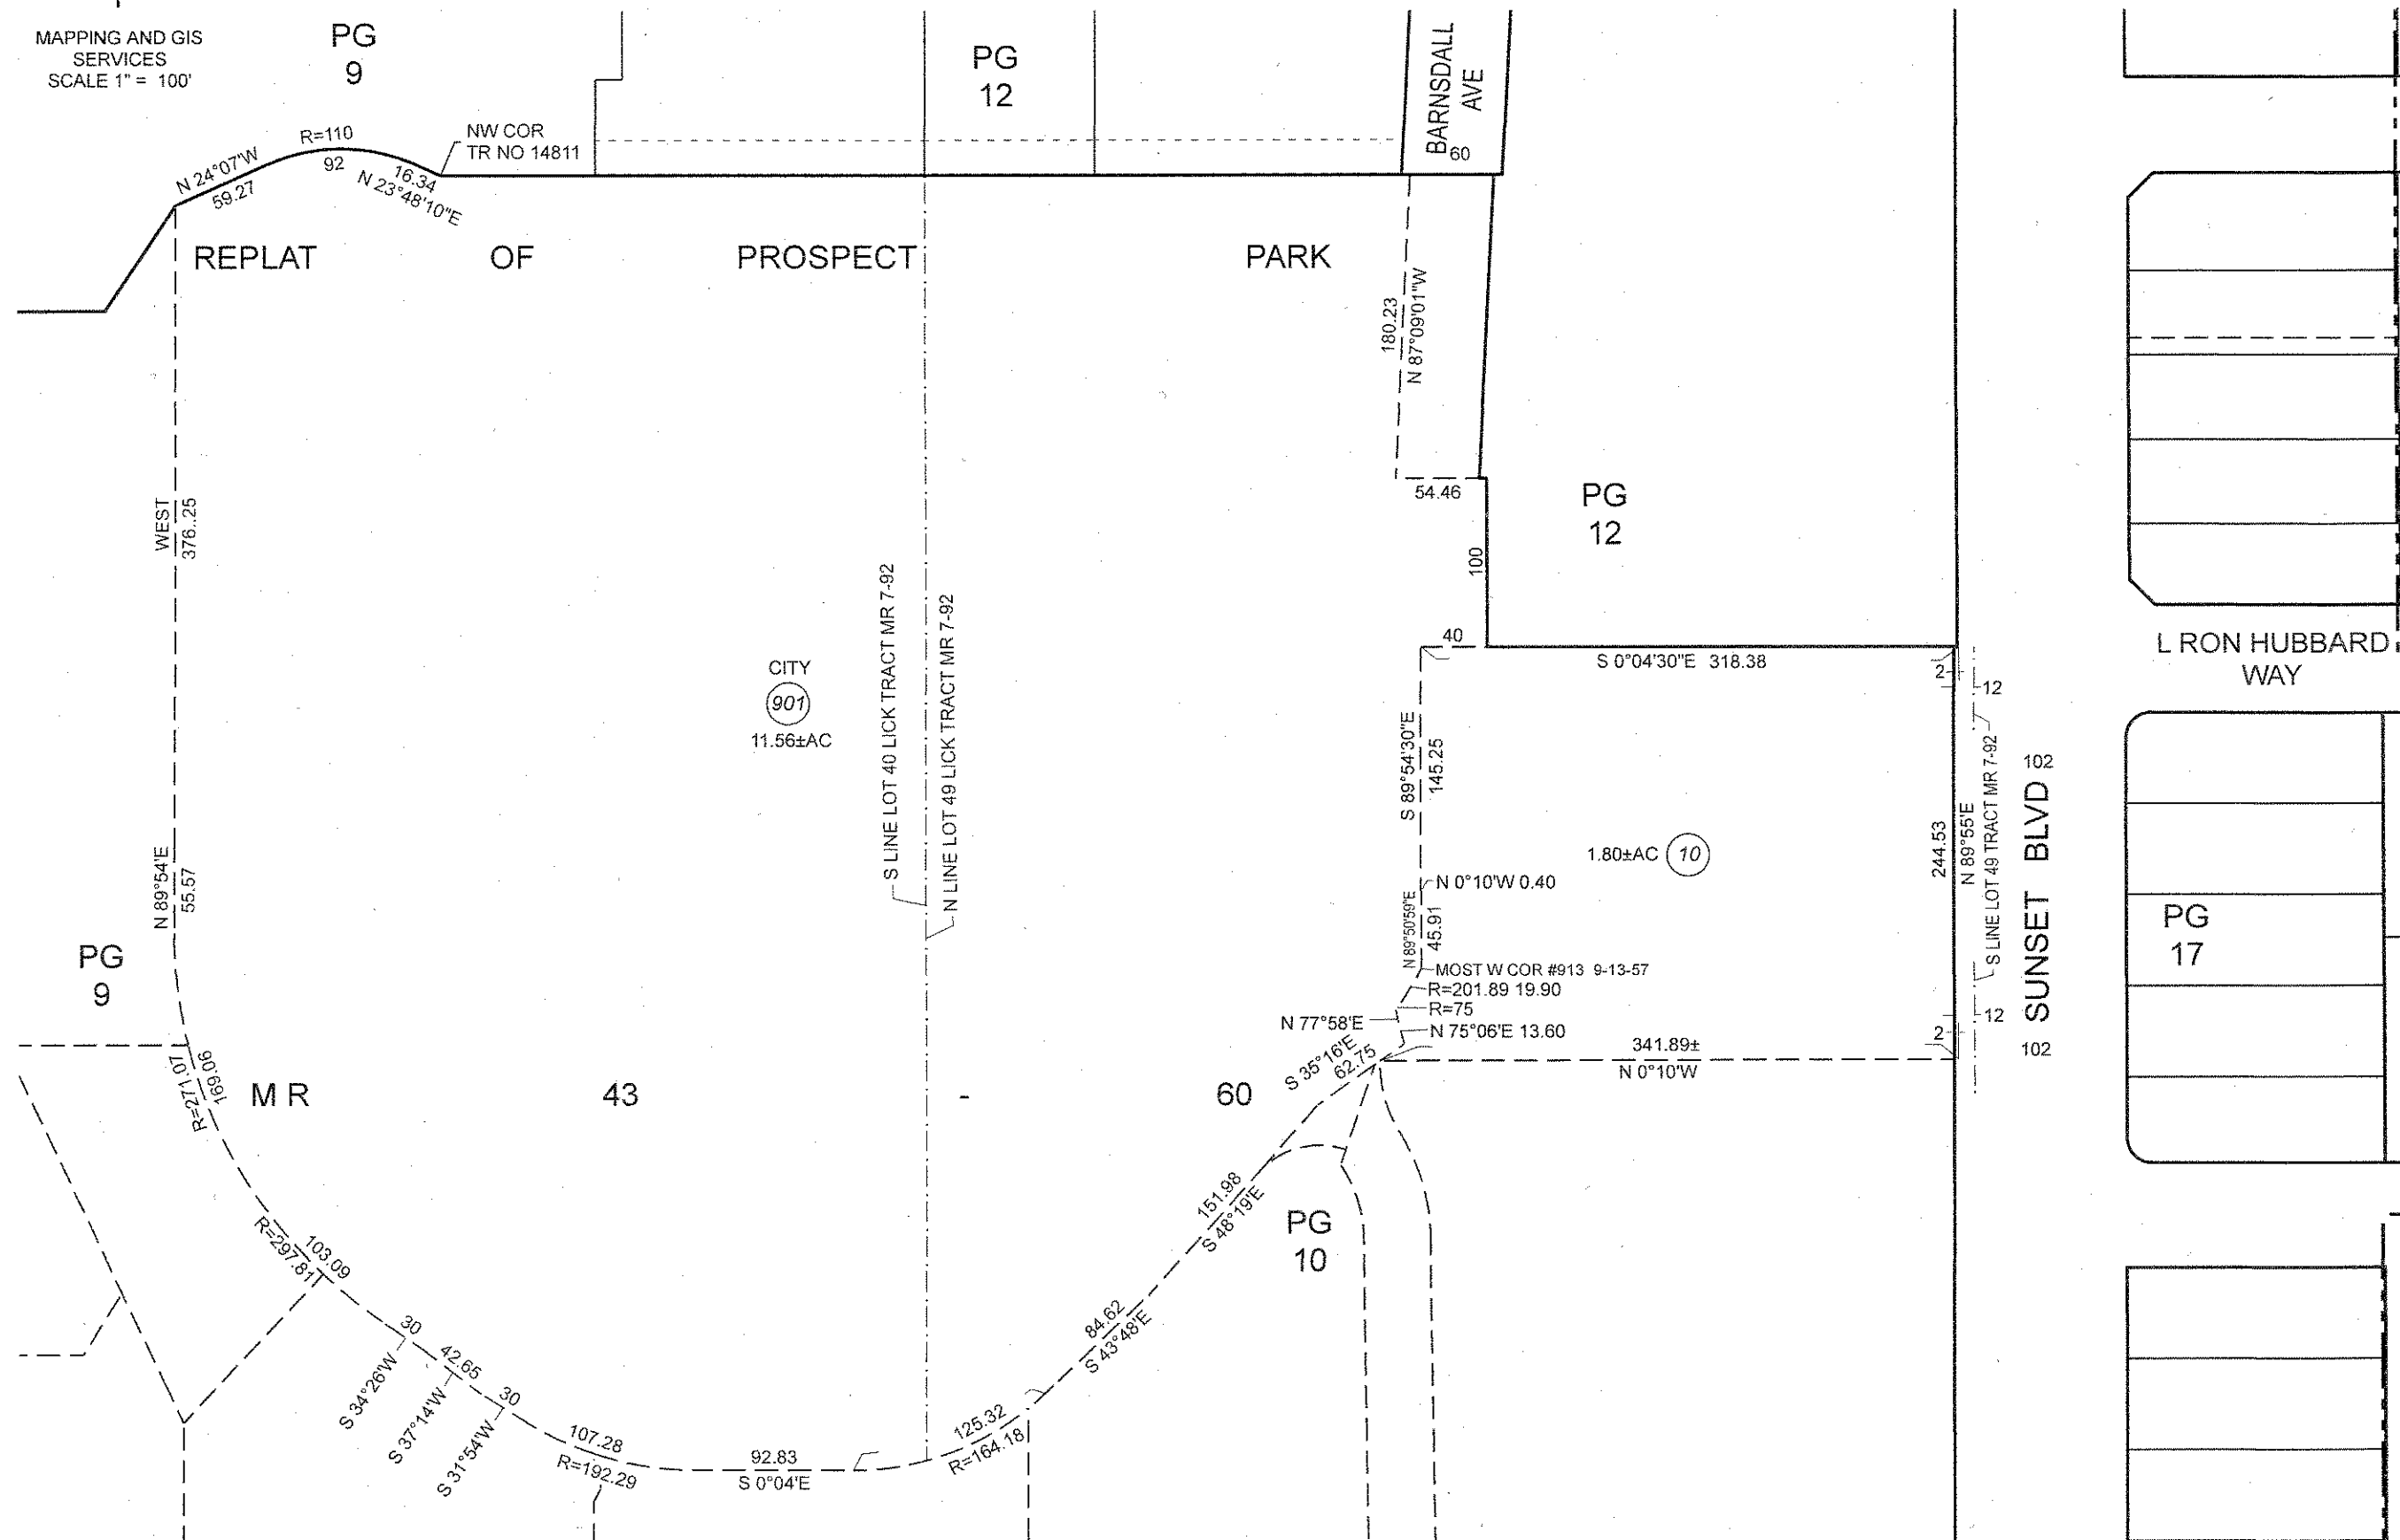 MAPPING AND GIS
SERVICES
SCALE 1" = 100'
PG
9
PG
12
BARNSDALL
AVE
60
NW COR
TR NO 14811
R=110
92
N 24°07'W
59.27
16.34
N 23°48'10"E
REPLAT OF PROSPECT PARK
180.23
N 87°09'01"W
54.46
100
PG
12
WEST
376..25
S LINE LOT 40 LICK TRACT MR 7-92
N LINE LOT 49 LICK TRACT MR 7-92
CITY
901
11.56±AC
40
S 0°04'30"E 318.38
2
12
L RON HUBBARD
WAY
S 89°54'30"E
145.25
1.80±AC 10
244.53
N 89°55'E
S LINE LOT 49 TRACT MR 7-92
102
SUNSET BLVD
102
N 89°54'E
55.57
N 0°10'W 0.40
N 89°50'59"E
45.91
PG
17
PG
9
MOST W COR #913 9-13-57
R=201.89 19.90
R=75
N 77°58'E
N 75°06'E 13.60
12
2
341.89±
N 0°10'W
S 35°16'E
62.75
R=271.07
169.06
M R 43 - 60
151.98
S 48°19'E
PG
10
R=297.81
103.09
30
S 34°26'W
42.65
S 37°14'W
30
S 31°54'W
84.62
S 43°48'E
107.28
R=192.29
92.83
S 0°04'E
125.32
R=164.18